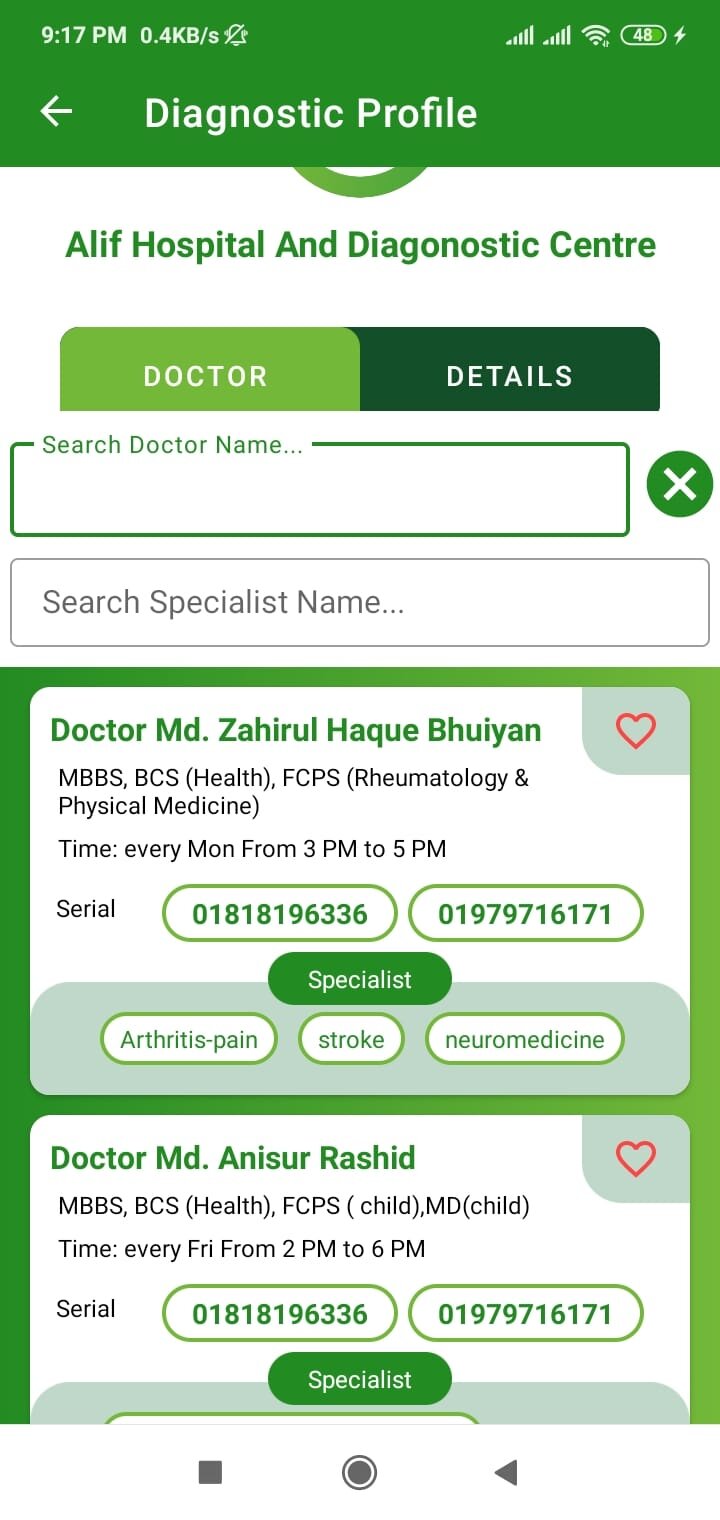 9:17 PM 0.4KB/s 48
Diagnostic Profile
Alif Hospital And Diagonostic Centre
DOCTOR DETAILS
Search Doctor Name...
Search Specialist Name...
Doctor Md. Zahirul Haque Bhuiyan
MBBS, BCS (Health), FCPS (Rheumatology &
Physical Medicine)
Time: every Mon From 3 PM to 5 PM
Serial 01818196336 01979716171
Specialist
Arthritis-pain stroke neuromedicine
Doctor Md. Anisur Rashid
MBBS, BCS (Health), FCPS ( child),MD(child)
Time: every Fri From 2 PM to 6 PM
Serial 01818196336 01979716171
Specialist